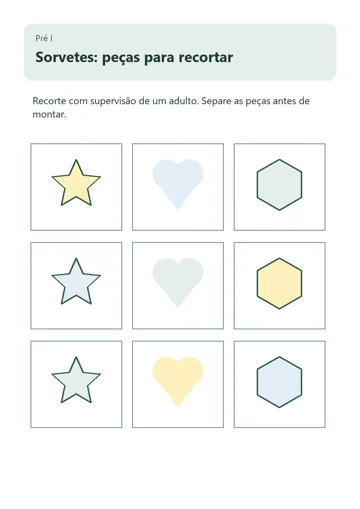 Pré I
Sorvetes: peças para recortar
Recorte com supervisão de um adulto. Separe as peças antes de
montar.